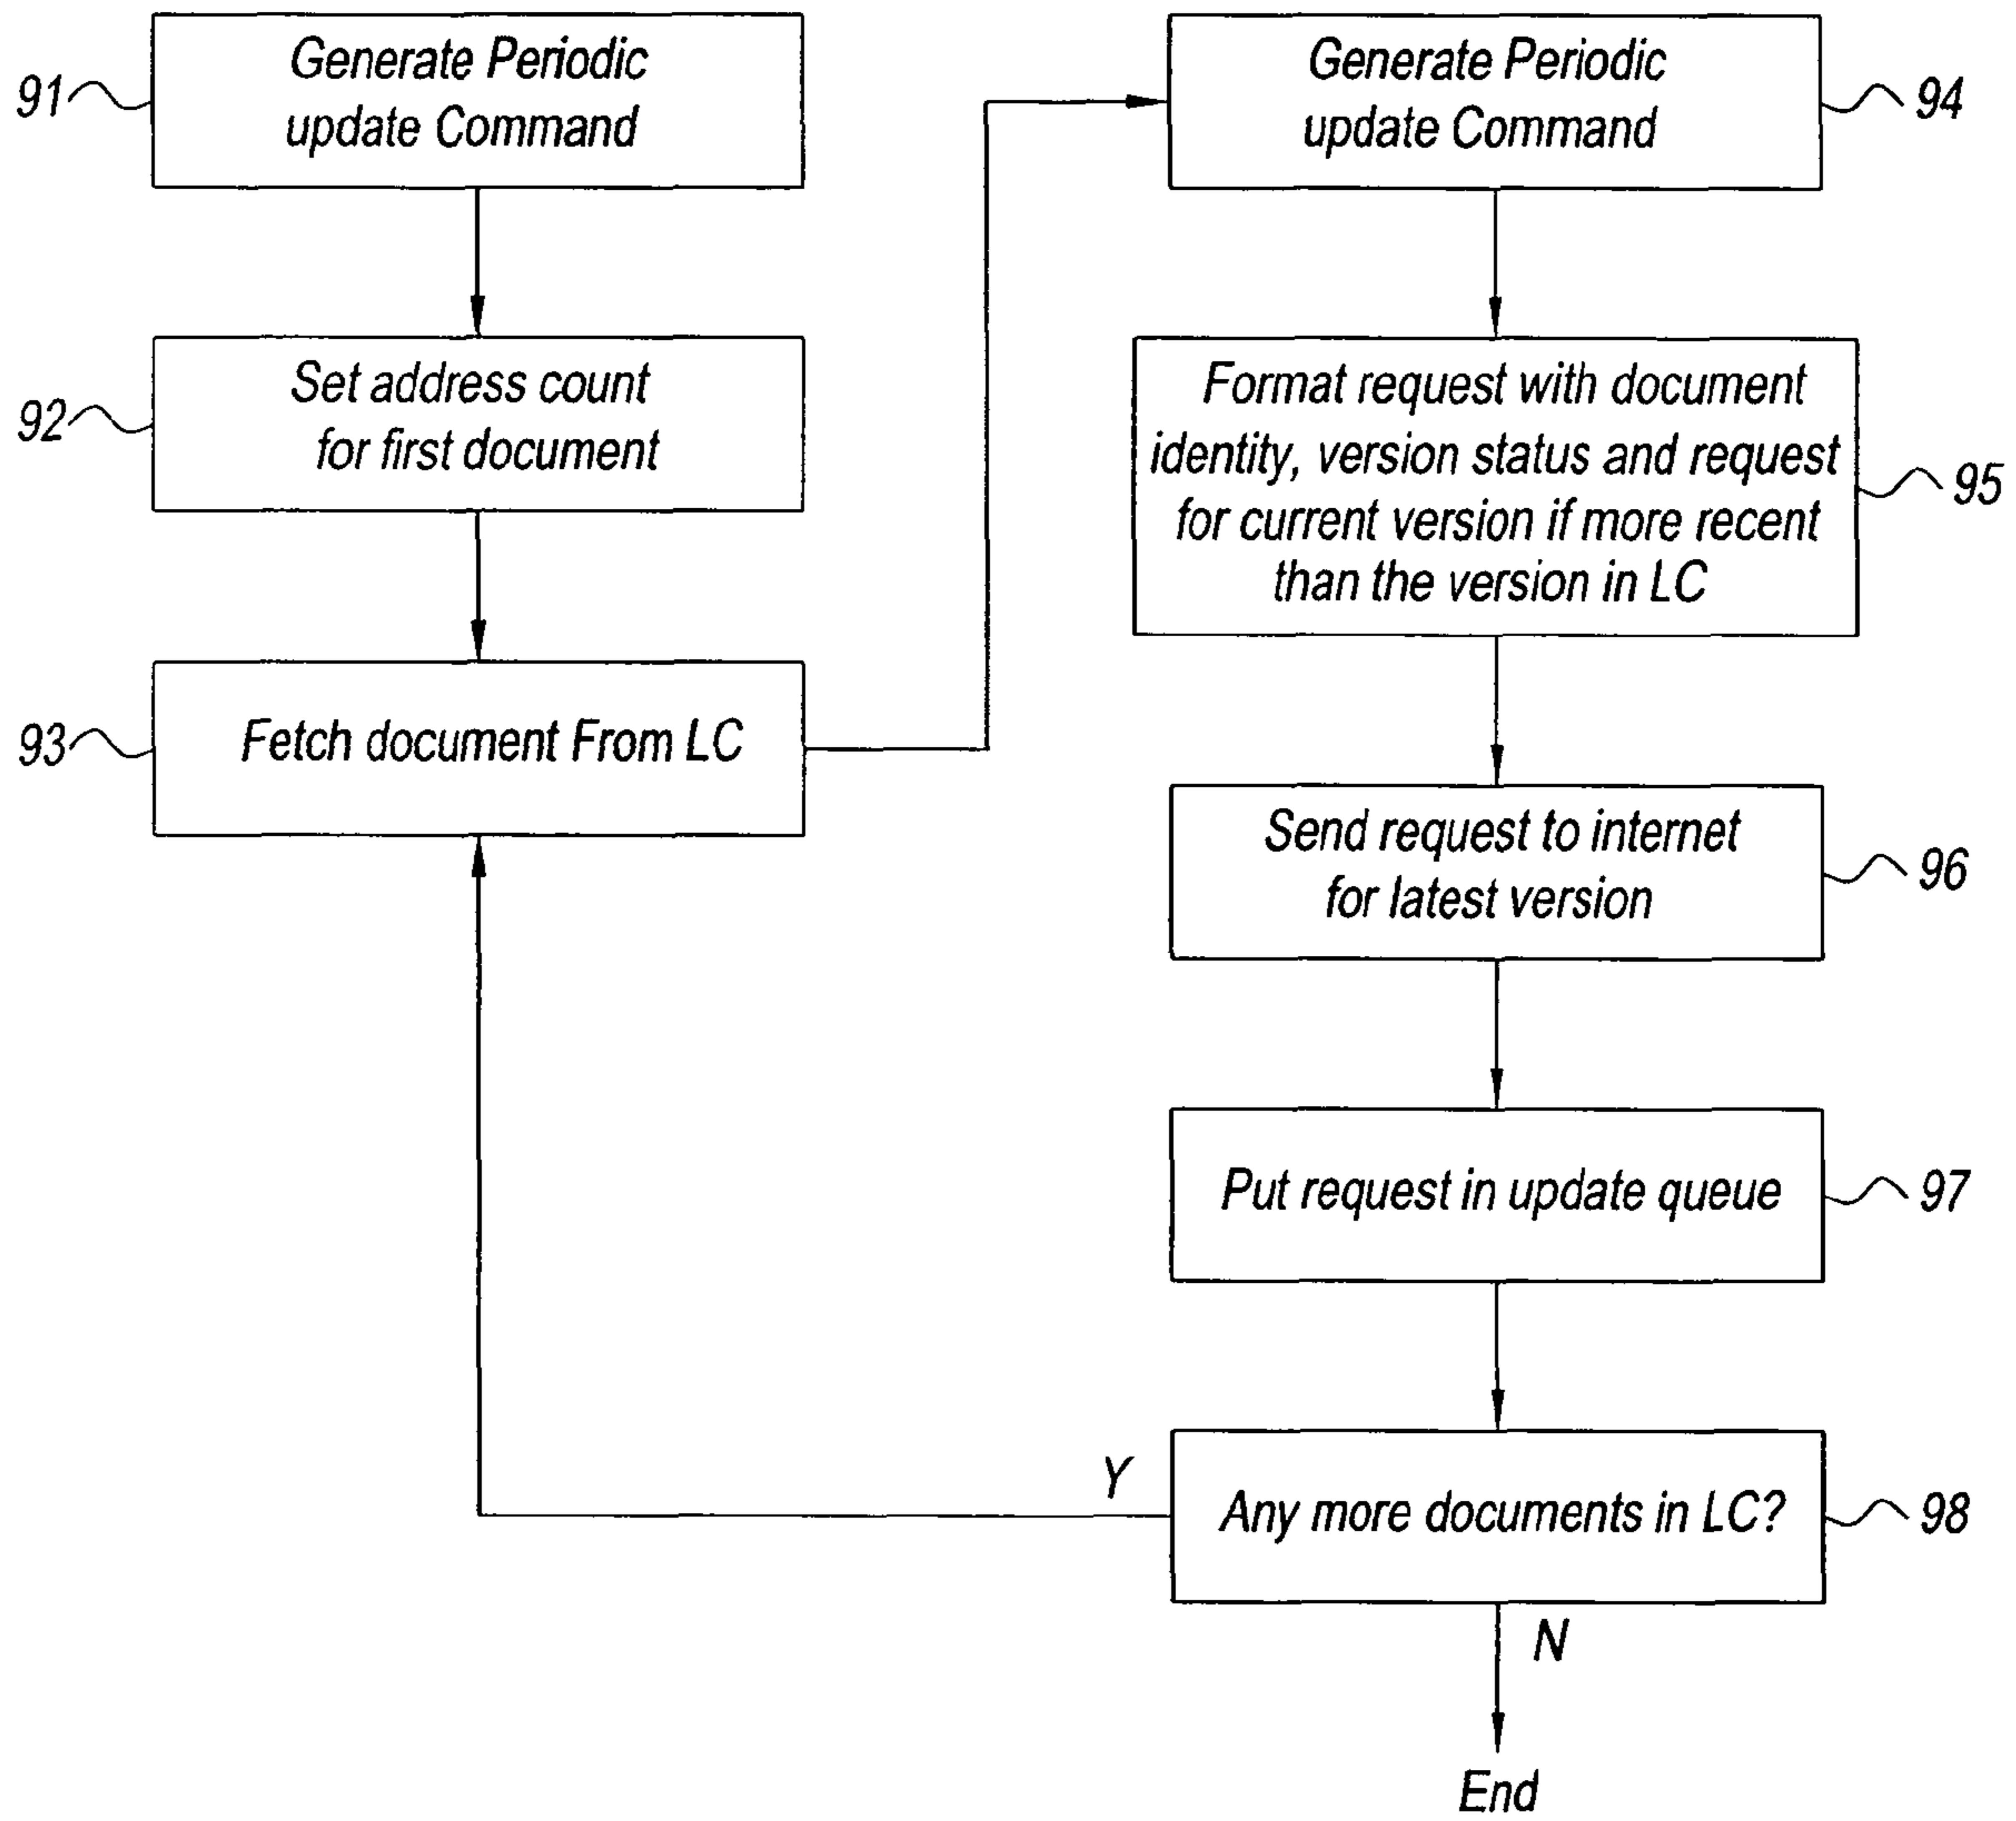 91
Generate Periodic
update Command
92
Set address count
for first document
93
Fetch document From LC
Generate Periodic
update Command
94
Format request with document
identity, version status and request
for current version if more recent
than the version in LC
95
Send request to internet
for latest version
96
Put request in update queue
97
Y
Any more documents in LC?
98
N
End